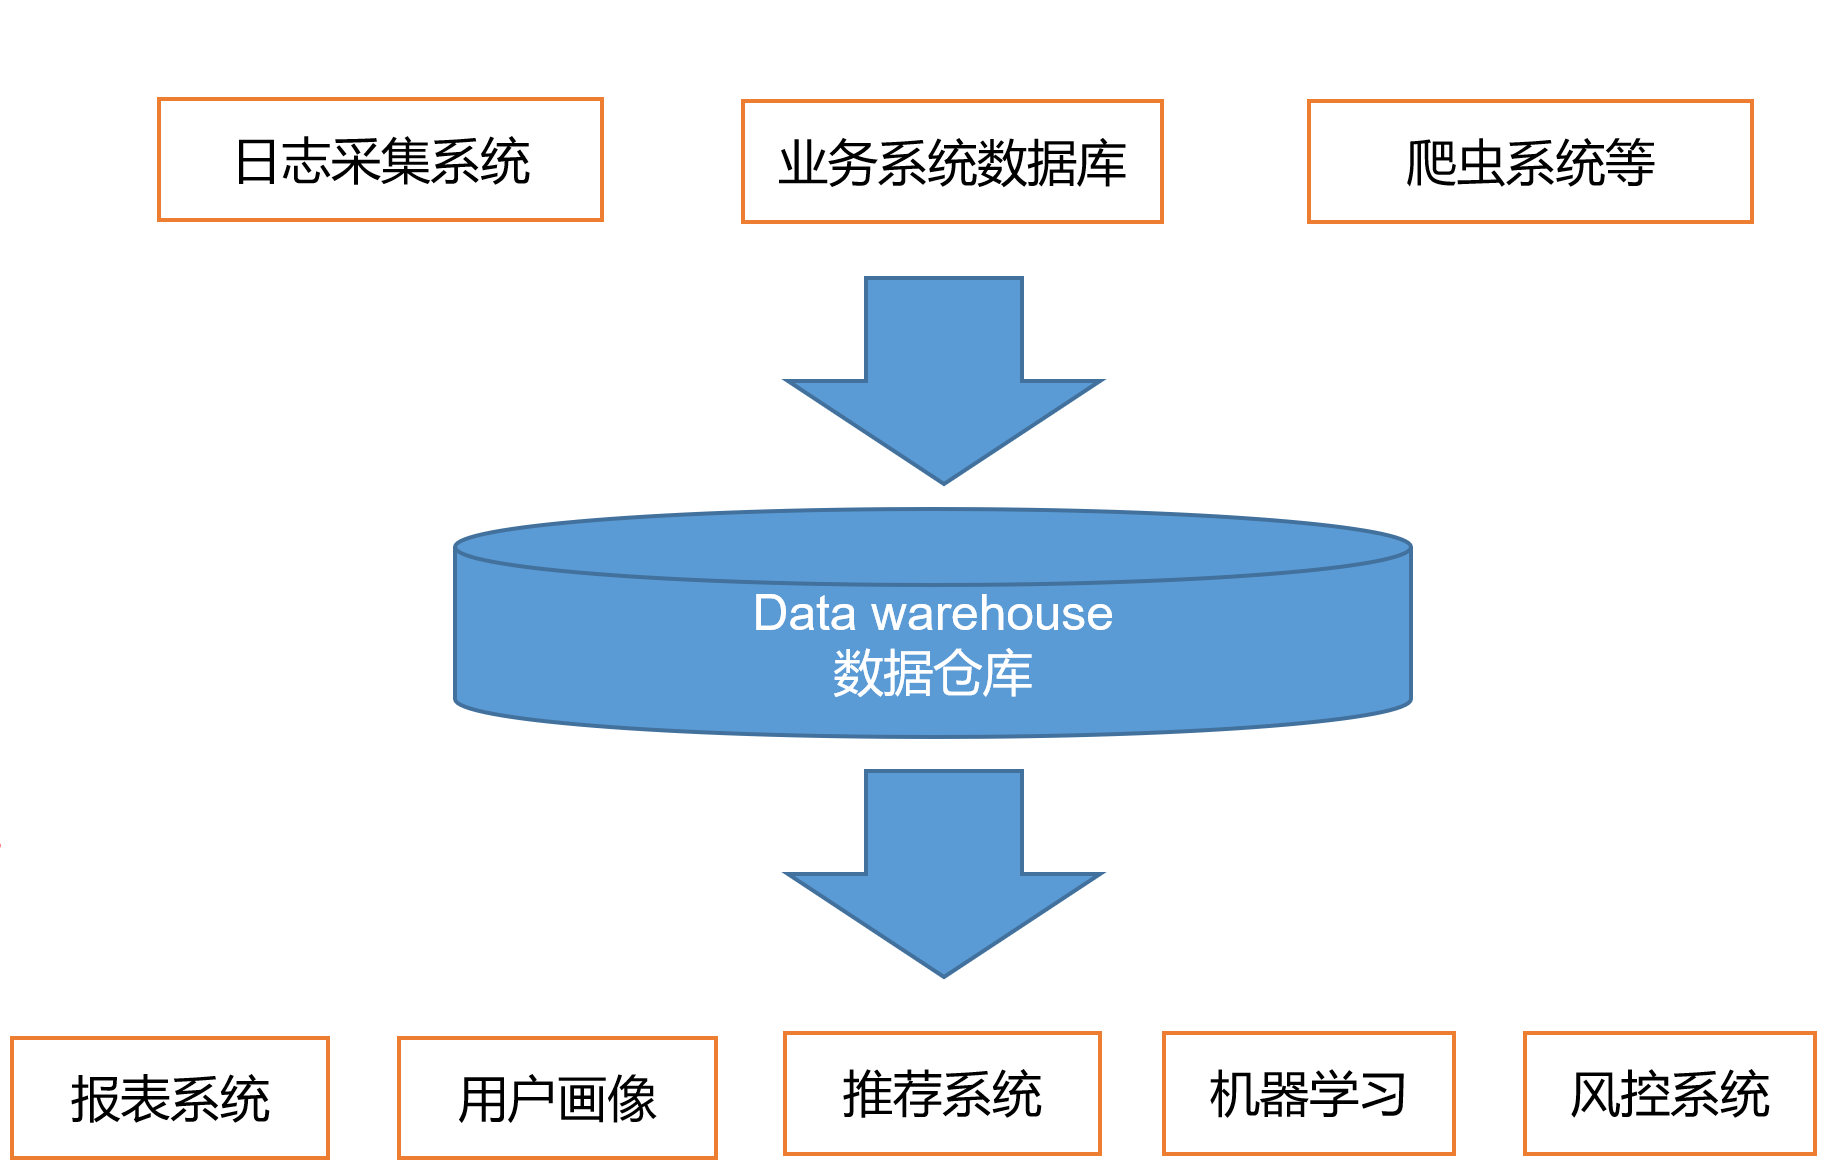 日志采集系统
业务系统数据库
爬虫系统等
Data warehouse
数据仓库
报表系统
用户画像
推荐系统
机器学习
风控系统